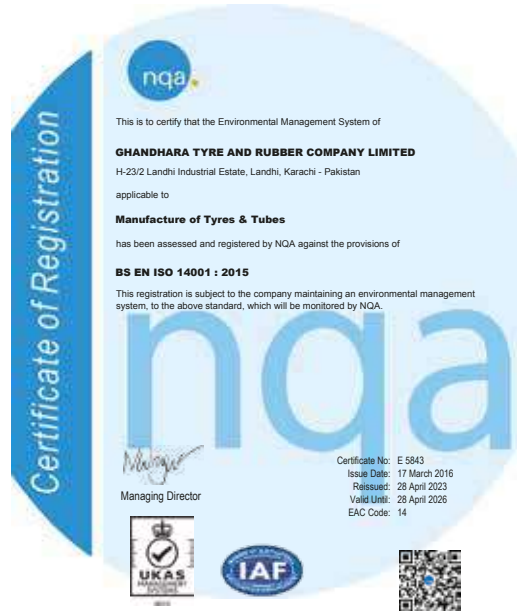 Certificate of Registration
nqa.
This is to certify that the Environmental Management System of
GHANDHARA TYRE AND RUBBER COMPANY LIMITED
H-23/2 Landhi Industrial Estate, Landhi, Karachi - Pakistan
applicable to
Manufacture of Tyres & Tubes
has been assessed and registered by NQA against the provisions of
BS EN ISO 14001 : 2015
This registration is subject to the company maintaining an environmental management
system, to the above standard, which will be monitored by NQA.
nqa
Managing Director
Certificate No: E 5843
Issue Date: 17 March 2016
Reissued: 28 April 2023
Valid Until: 28 April 2026
EAC Code: 14
UKAS
MANAGEMENT
SYSTEMS
IAF